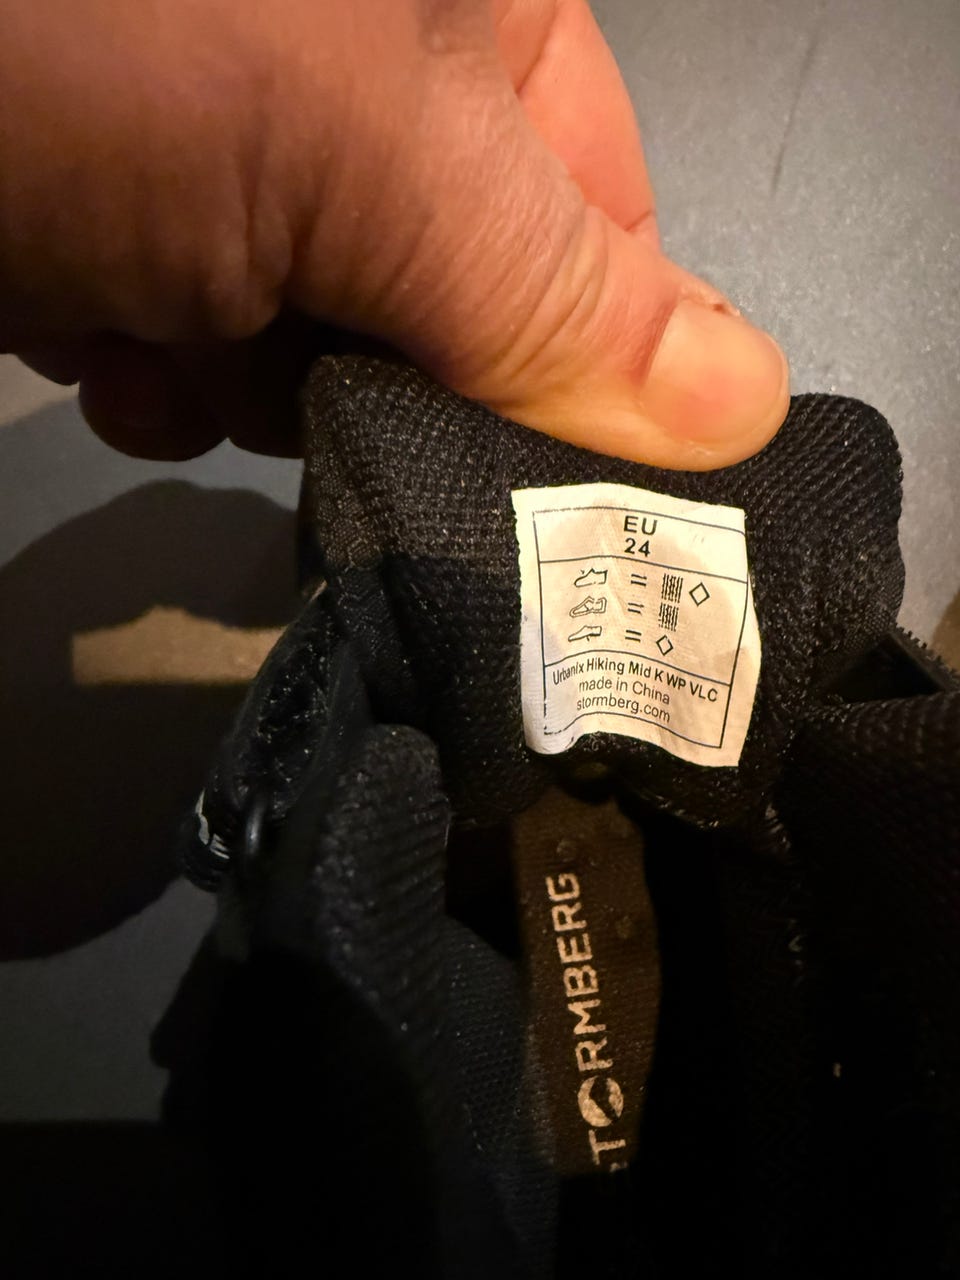 EU
24
=
=
=
Urbanix Hiking Mid K WP VLC
made in China
stormberg.com
STORMBERG